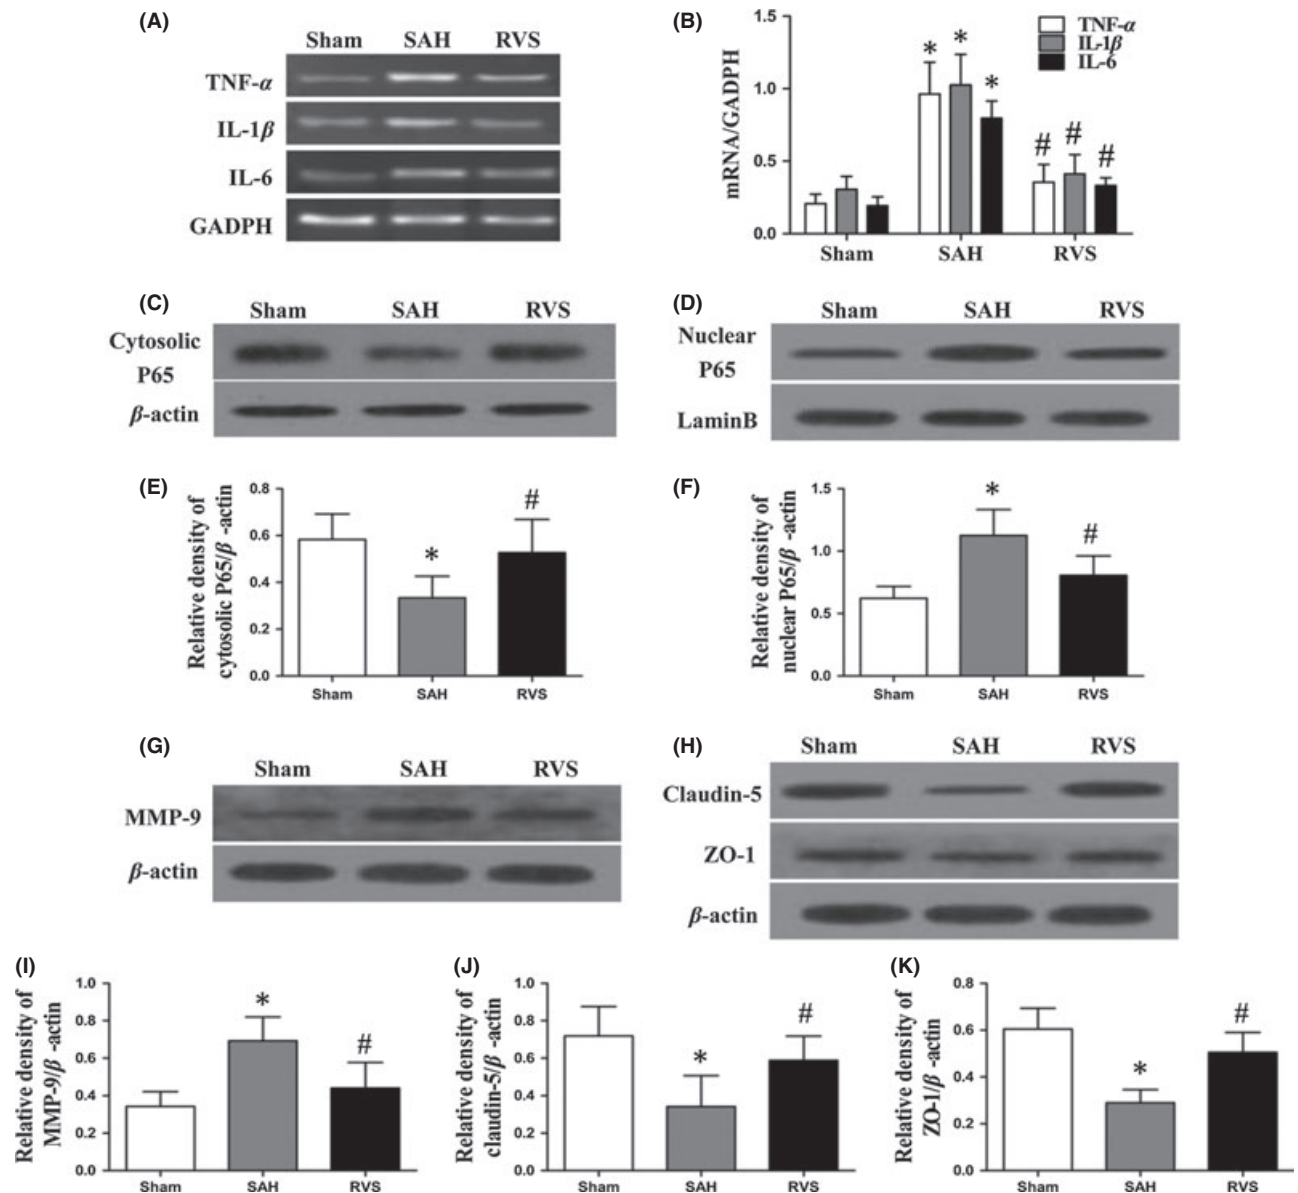 (A)
Sham SAH RVS
TNF-α
IL-1β
IL-6
GADPH
(B)
mRNA/GADPH
1.5
1.0
0.5
0.0
* * *
# # #
Sham SAH RVS
TNF-α
IL-1β
IL-6
(C)
Sham SAH RVS
Cytosolic
P65
β-actin
(D)
Sham SAH RVS
Nuclear
P65
LaminB
(E)
Relative density of
cytosolic P65/β -actin
0.8
0.6
0.4
0.2
0.0
*
#
Sham SAH RVS
(F)
Relative density of
nuclear P65/β -actin
1.5
1.0
0.5
0.0
*
#
Sham SAH RVS
(G)
Sham SAH RVS
MMP-9
β-actin
(H)
Sham SAH RVS
Claudin-5
ZO-1
β-actin
(I)
Relative density of
MMP-9/β -actin
1.0
0.8
0.6
0.4
0.2
0.0
*
#
Sham SAH RVS
(J)
Relative density of
claudin-5/β -actin
1.0
0.8
0.6
0.4
0.2
0.0
*
#
Sham SAH RVS
(K)
Relative density of
ZO-1/β -actin
0.8
0.6
0.4
0.2
0.0
*
#
Sham SAH RVS